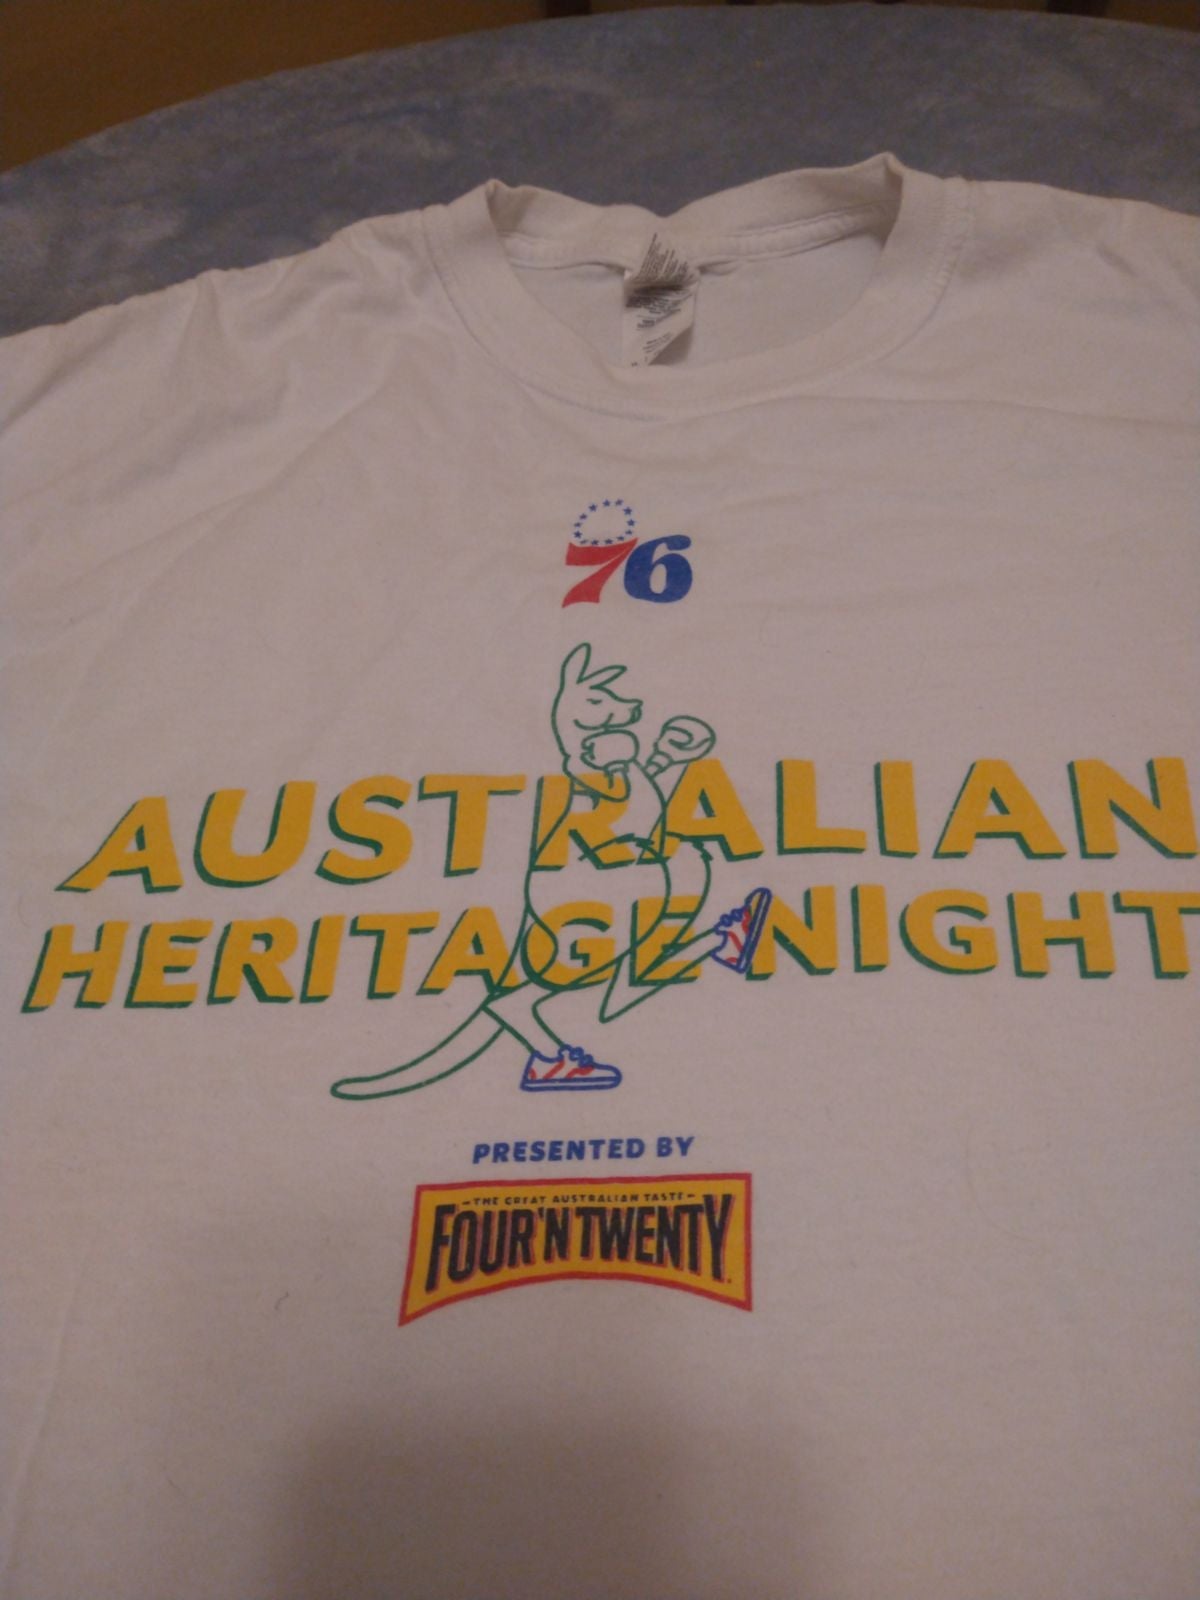 76
AUSTRALIAN
HERITAGE NIGHT
PRESENTED BY
-THE GREAT AUSTRALIAN TASTE-
FOUR'N TWENTY.